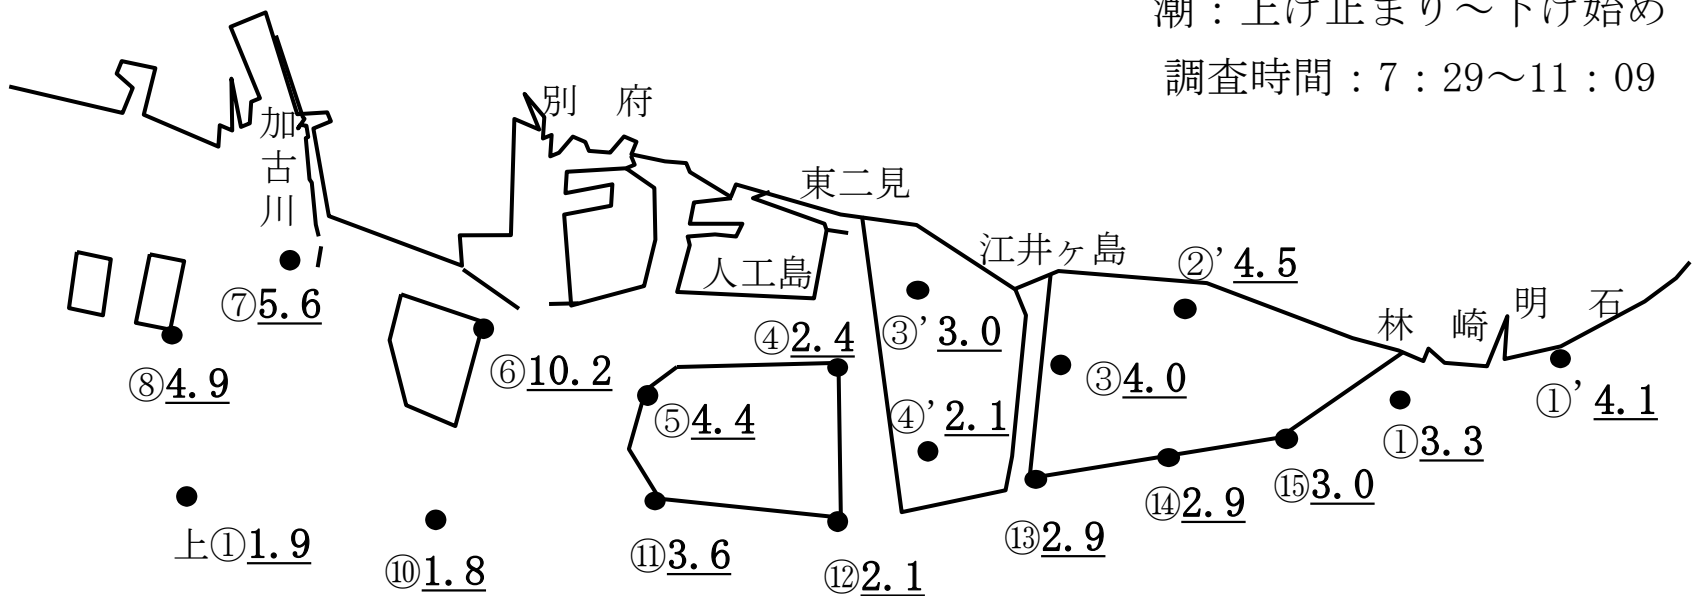 潮：上げ止まり～下げ始め
調査時間：7：29～11：09
別　府
加古川
東二見
江井ヶ島
②’4.5
人工島
明　石
林　崎
⑦5.6
③’3.0
④2.4
⑥10.2
⑧4.9
③4.0
①’4.1
⑤4.4
④’2.1
①3.3
⑮3.0
⑭2.9
⑬2.9
上①1.9
⑪3.6
⑩1.8
⑫2.1